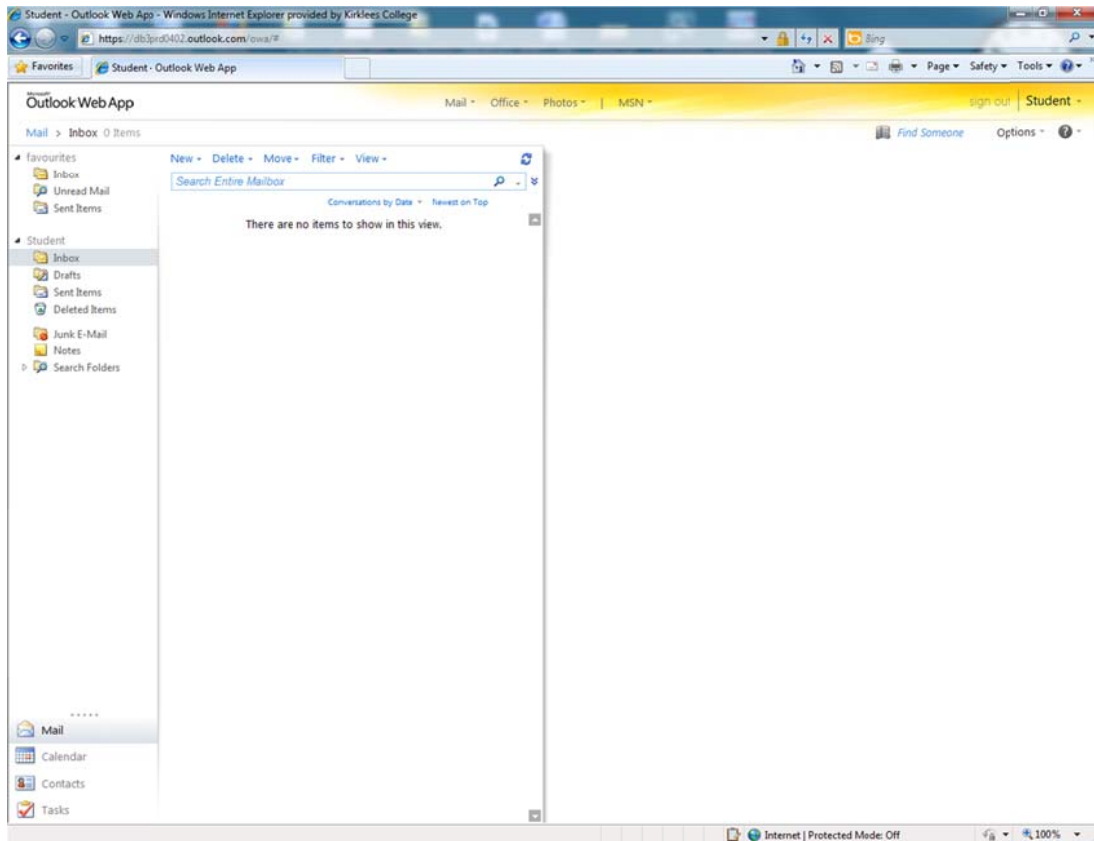 Student - Outlook Web App - Windows Internet Explorer provided by Kirklees College
https://db3prd0402.outlook.com/owa/#
Bing
Favorites Student - Outlook Web App Page Safety Tools
Microsoft
Outlook Web App Mail Office Photos | MSN sign out Student
Mail > Inbox 0 Items Find Someone Options
favourites
Inbox
Unread Mail
Sent Items
Student
Inbox
Drafts
Sent Items
Deleted Items
Junk E-Mail
Notes
Search Folders
New Delete Move Filter View
Search Entire Mailbox
Conversations by Date Newest on Top
There are no items to show in this view.
Mail
Calendar
Contacts
Tasks
Internet | Protected Mode: Off 100%